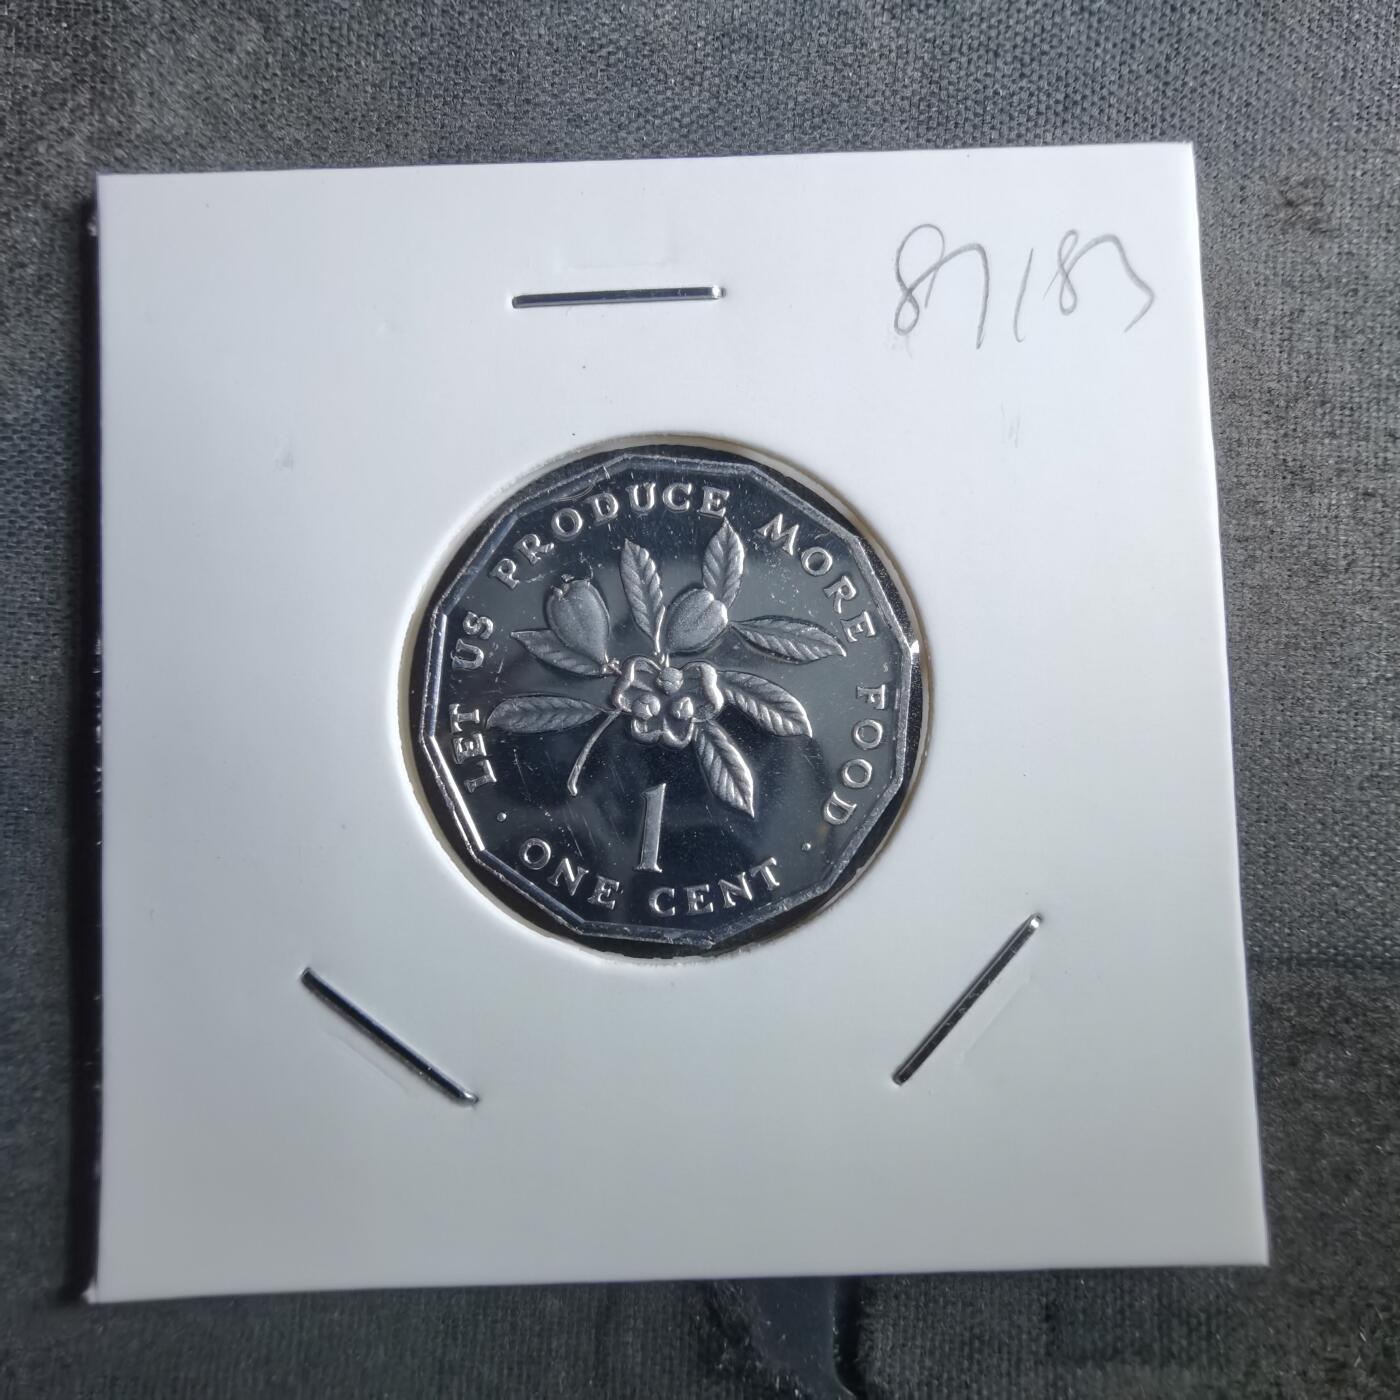 87183
LET US PRODUCE MORE FOOD
1
· ONE CENT ·